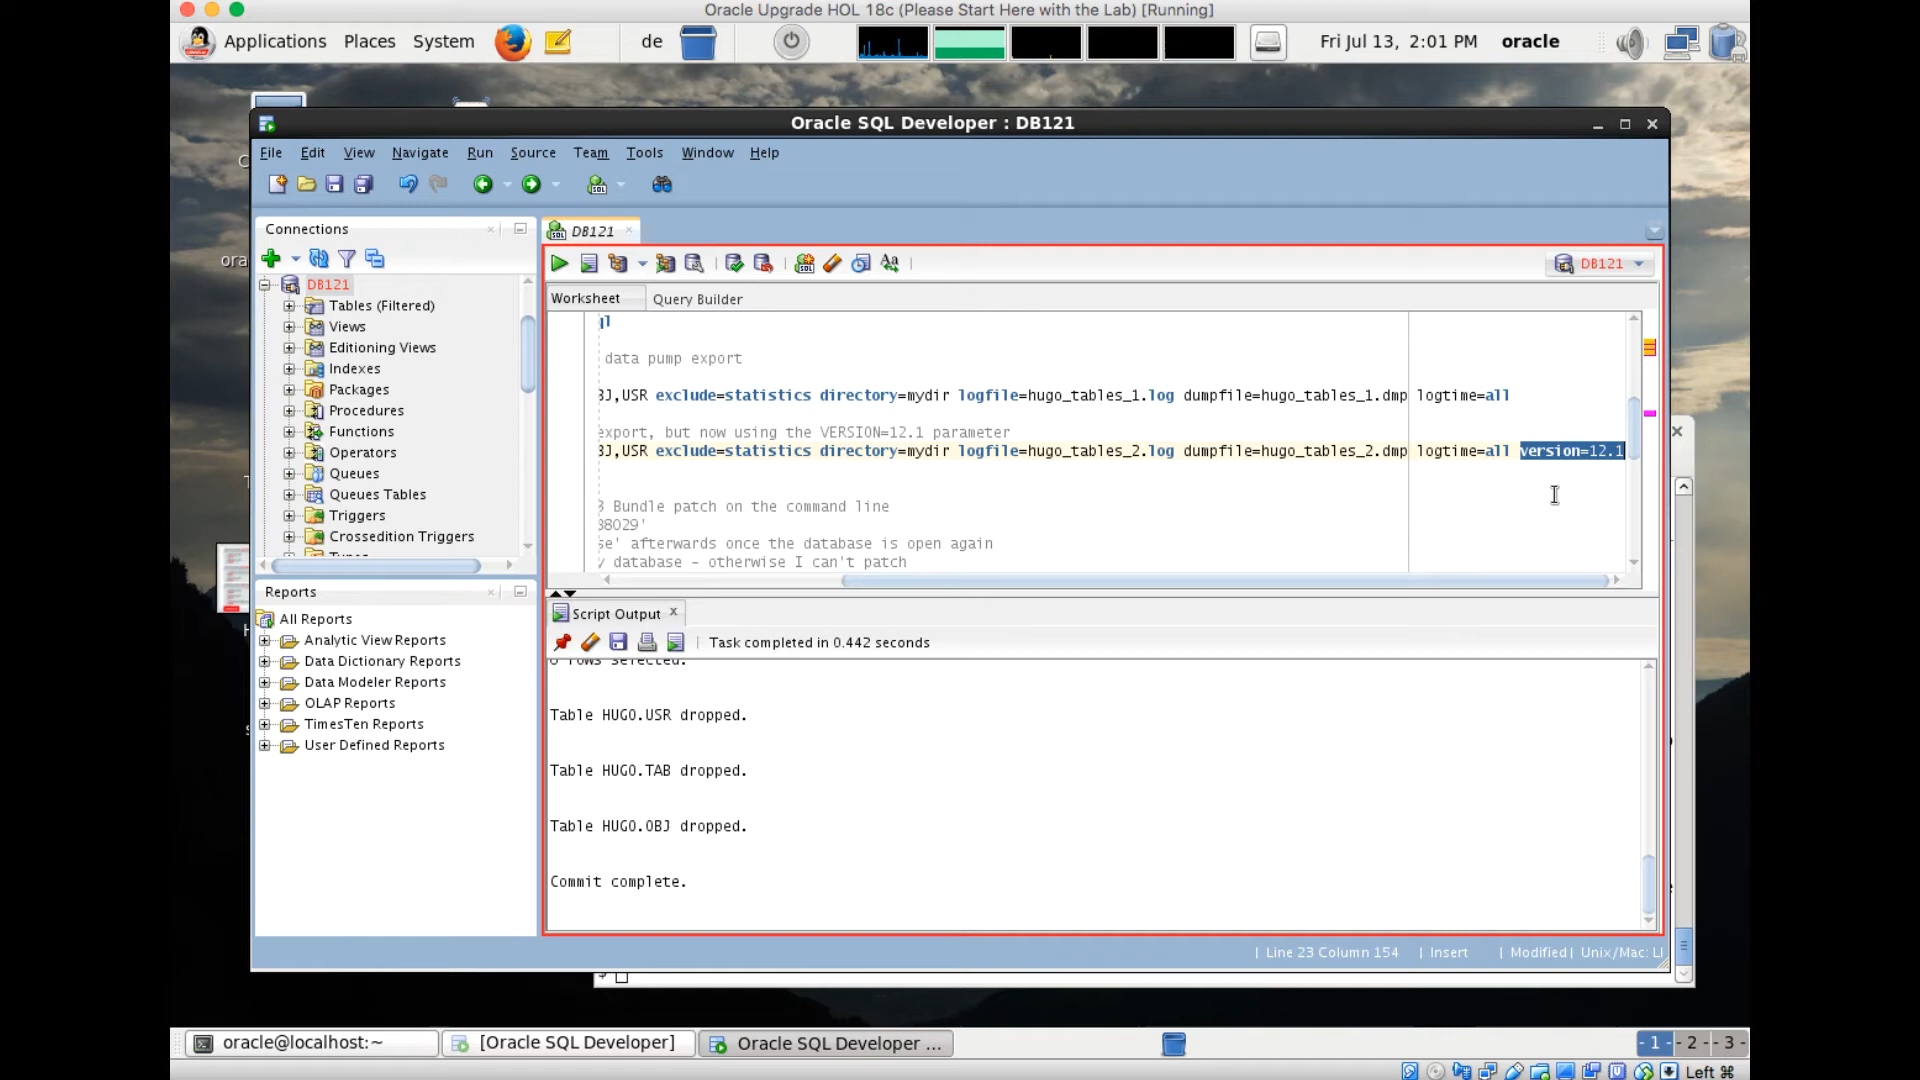 Oracle Upgrade HOL 18c (Please Start Here with the Lab) [Running]
Applications Places System de Fri Jul 13, 2:01 PM oracle
Oracle SQL Developer : DB121
File Edit View Navigate Run Source Team Tools Window Help
Connections
DB121
Tables (Filtered)
Views
Editioning Views
Indexes
Packages
Procedures
Functions
Operators
Queues
Queues Tables
Triggers
Crossedition Triggers
Reports
All Reports
Analytic View Reports
Data Dictionary Reports
Data Modeler Reports
OLAP Reports
TimesTen Reports
User Defined Reports
DB121
DB121
Worksheet Query Builder
data pump export
BJ,USR exclude=statistics directory=mydir logfile=hugo_tables_1.log dumpfile=hugo_tables_1.dmp logtime=all
export, but now using the VERSION=12.1 parameter
BJ,USR exclude=statistics directory=mydir logfile=hugo_tables_2.log dumpfile=hugo_tables_2.dmp logtime=all version=12.1
Bundle patch on the command line
88029'
se' afterwards once the database is open again
database - otherwise I can't patch
Script Output
Task completed in 0.442 seconds
rows selected.
Table HUGO.USR dropped.
Table HUGO.TAB dropped.
Table HUGO.OBJ dropped.
Commit complete.
Line 23 Column 154 | Insert | Modified | Unix/Mac: LI
oracle@localhost:~ [Oracle SQL Developer] Oracle SQL Developer ...
- 1 - - 2 - - 3 -
Left ⌘